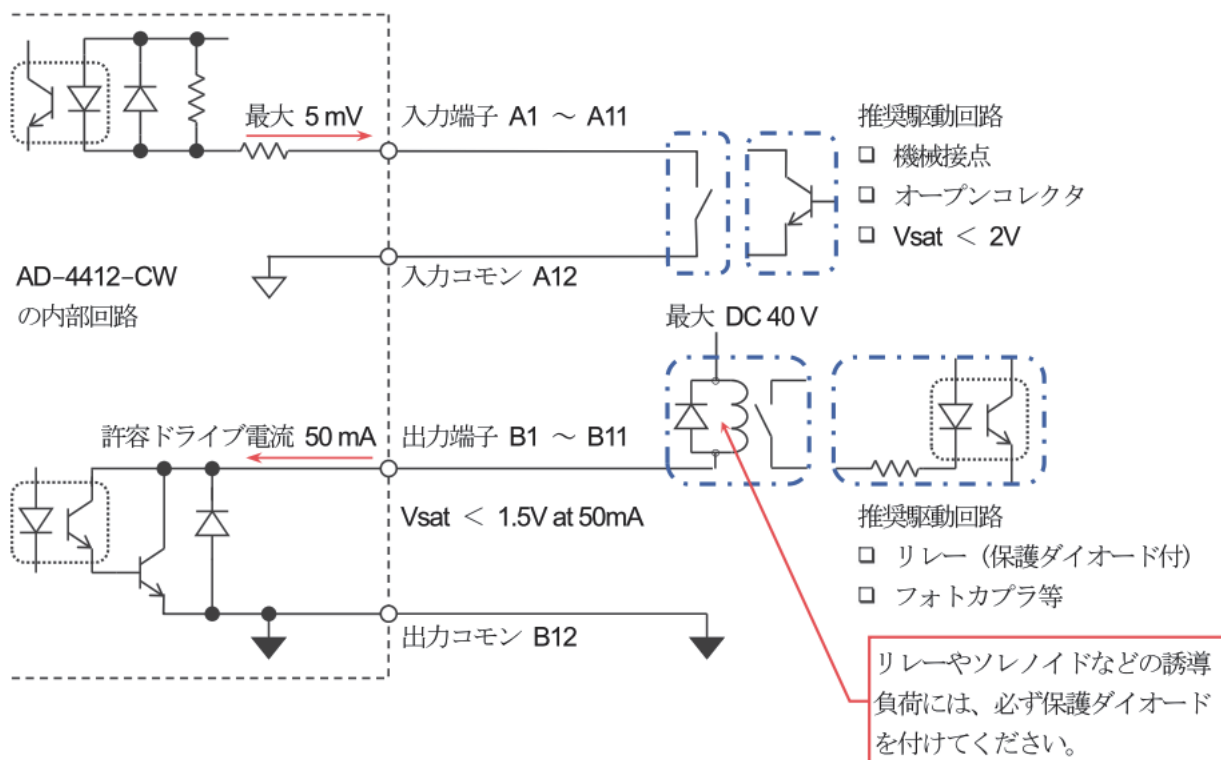 最大 5 mV
入力端子 A1 ～ A11
推奨駆動回路
❑ 機械接点
❑ オープンコレクタ
❑ Vsat ＜ 2V
入力コモン A12
AD-4412-CW
の内部回路
最大 DC 40 V
許容ドライブ電流 50 mA
出力端子 B1 ～ B11
Vsat ＜ 1.5V at 50mA
推奨駆動回路
❑ リレー（保護ダイオード付）
❑ フォトカプラ等
出力コモン B12
リレーやソレノイドなどの誘導
負荷には、必ず保護ダイオード
を付けてください。